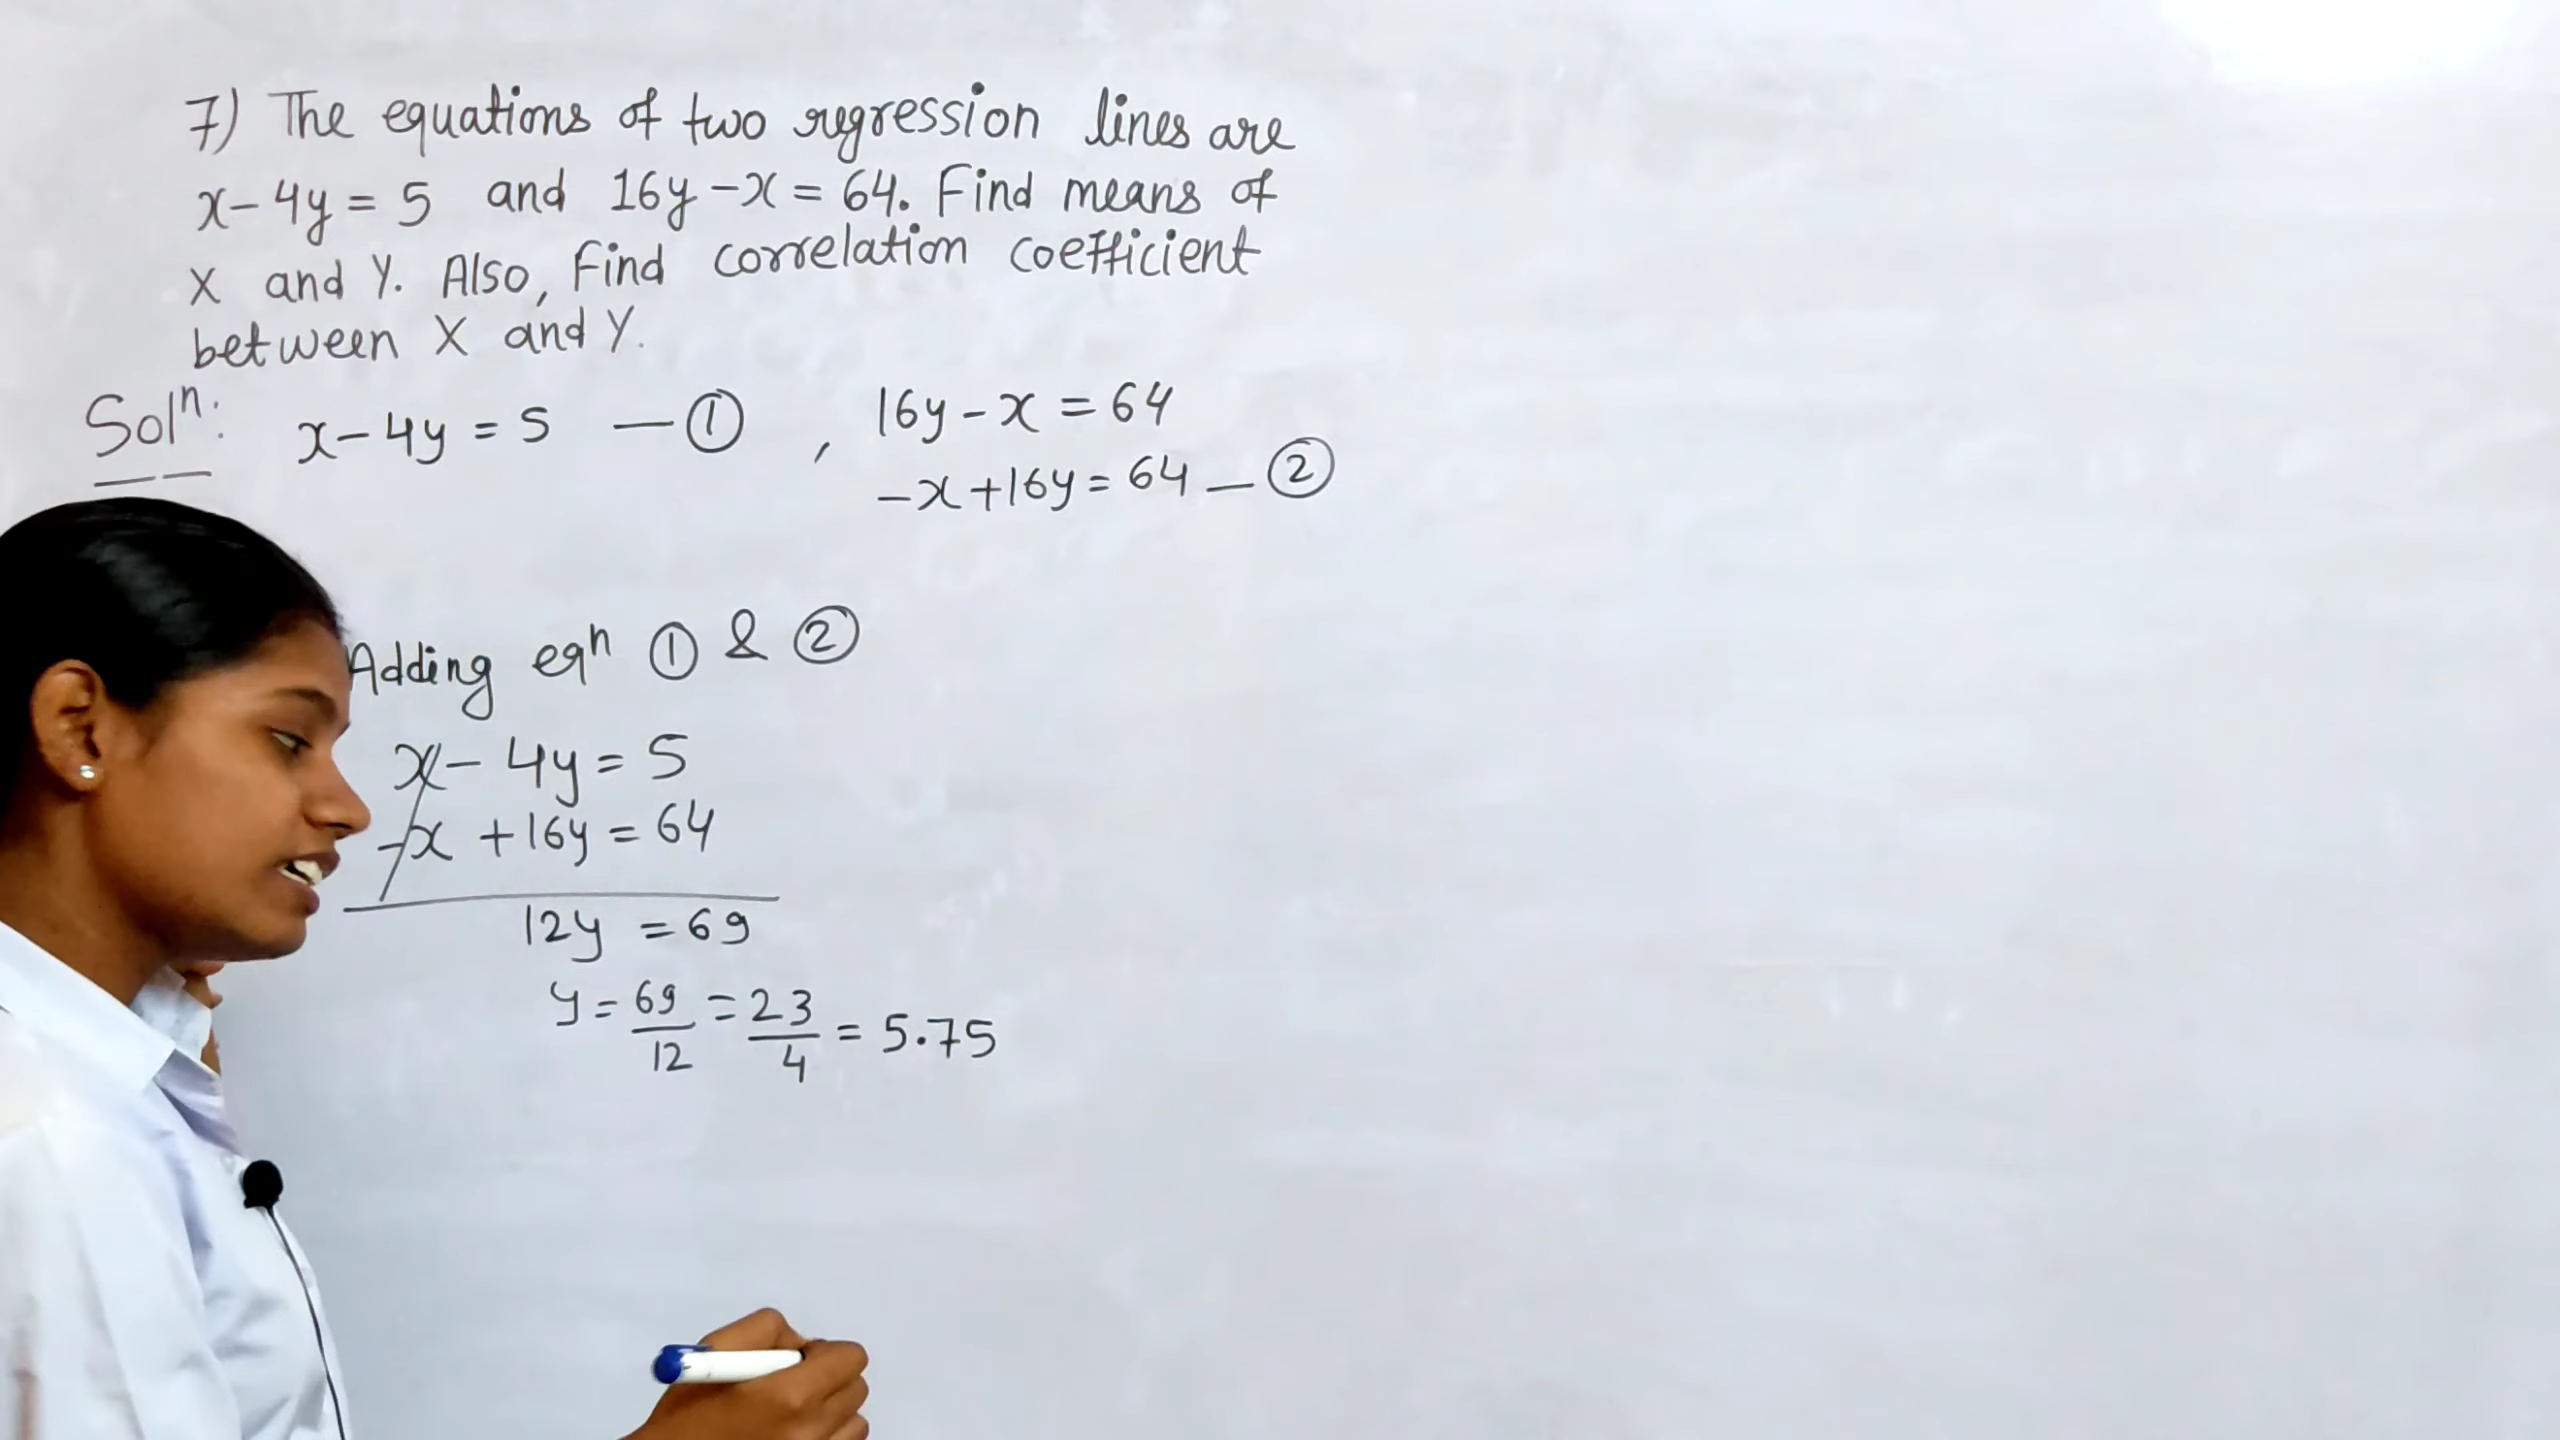 7) The equations of two regression lines are
x - 4y = 5 and 16y - x = 64. Find means of
X and Y. Also, Find correlation coefficient
between X and Y.
Solⁿ: x - 4y = 5 — ① , 16y - x = 64
-x + 16y = 64 — ②
Adding eqⁿ ① & ②
x - 4y = 5
-x + 16y = 64
12y = 69
y = 69/12 = 23/4 = 5.75